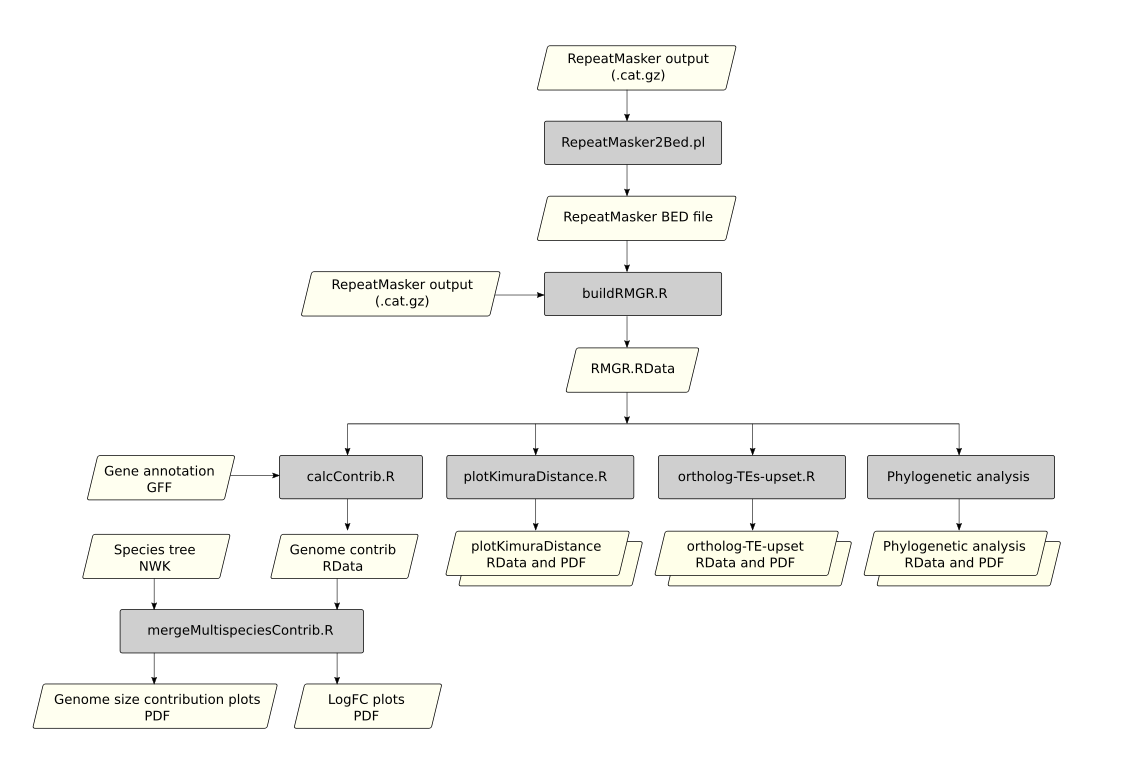 RepeatMasker output
(.cat.gz)
RepeatMasker2Bed.pl
RepeatMasker BED file
RepeatMasker output
(.cat.gz)
buildRMGR.R
RMGR.RData
Gene annotation
GFF
calcContrib.R
plotKimuraDistance.R
ortholog-TEs-upset.R
Phylogenetic analysis
Species tree
NWK
Genome contrib
RData
plotKimuraDistance
RData and PDF
ortholog-TE-upset
RData and PDF
Phylogenetic analysis
RData and PDF
mergeMultispeciesContrib.R
Genome size contribution plots
PDF
LogFC plots
PDF